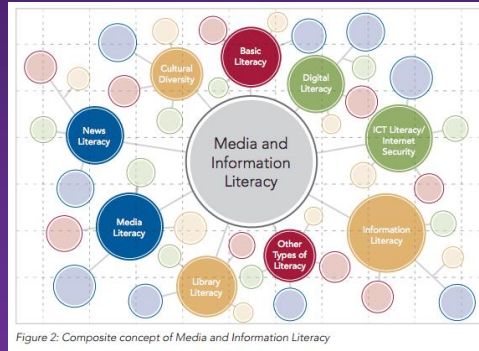 Basic
Literacy
Cultural
Diversity
Digital
Literacy
News
Literacy
Media and
Information
Literacy
ICT Literacy/
Internet
Security
Media
Literacy
Information
Literacy
Other
Types of
Literacy
Library
Literacy
Figure 2: Composite concept of Media and Information Literacy